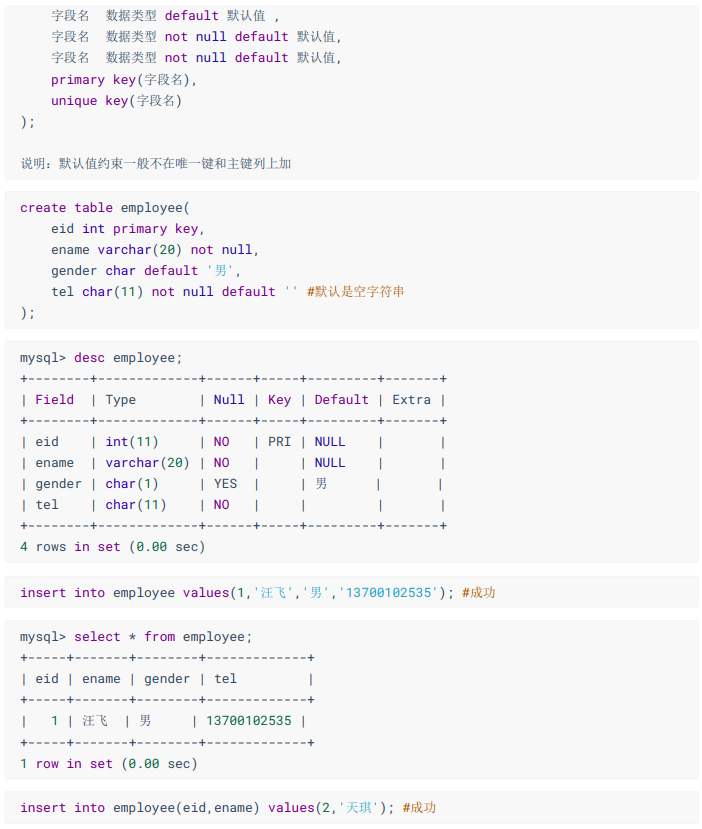 字段名  数据类型 default 默认值 ,
    字段名  数据类型 not null default 默认值,
    字段名  数据类型 not null default 默认值,
    primary key(字段名),
    unique key(字段名)
);
说明：默认值约束一般不在唯一键和主键列上加
create table employee(
    eid int primary key,
    ename varchar(20) not null,
    gender char default '男',
    tel char(11) not null default '' #默认是空字符串
);
mysql> desc employee;
+--------+-------------+------+-----+---------+-------+
| Field  | Type        | Null | Key | Default | Extra |
+--------+-------------+------+-----+---------+-------+
| eid    | int(11)     | NO   | PRI | NULL    |       |
| ename  | varchar(20) | NO   |     | NULL    |       |
| gender | char(1)     | YES  |     | 男      |       |
| tel    | char(11)    | NO   |     |         |       |
+--------+-------------+------+-----+---------+-------+
4 rows in set (0.00 sec)
insert into employee values(1,'汪飞','男','13700102535'); #成功
mysql> select * from employee;
+-----+-------+--------+-------------+
| eid | ename | gender | tel         |
+-----+-------+--------+-------------+
|   1 | 汪飞  | 男     | 13700102535 |
+-----+-------+--------+-------------+
1 row in set (0.00 sec)
insert into employee(eid,ename) values(2,'天琪'); #成功